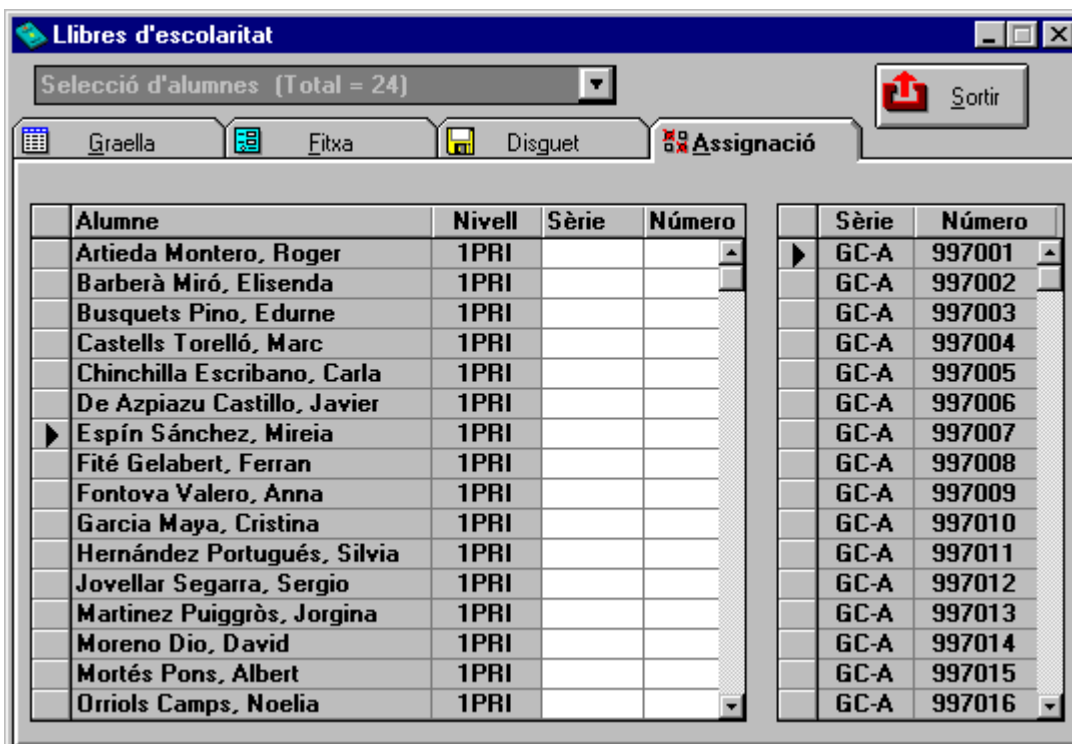 Llibres d'escolaritat
Selecció d'alumnes (Total = 24)
Sortir
Graella Fitxa Disguet Assignació
Alumne Nivell Sèrie Número Sèrie Número
Artieda Montero, Roger 1PRI GC-A 997001
Barberà Miró, Elisenda 1PRI GC-A 997002
Busquets Pino, Edurne 1PRI GC-A 997003
Castells Torelló, Marc 1PRI GC-A 997004
Chinchilla Escribano, Carla 1PRI GC-A 997005
De Azpiazu Castillo, Javier 1PRI GC-A 997006
Espín Sánchez, Mireia 1PRI GC-A 997007
Fité Gelabert, Ferran 1PRI GC-A 997008
Fontova Valero, Anna 1PRI GC-A 997009
Garcia Maya, Cristina 1PRI GC-A 997010
Hernández Portugués, Silvia 1PRI GC-A 997011
Jovellar Segarra, Sergio 1PRI GC-A 997012
Martinez Puiggròs, Jorgina 1PRI GC-A 997013
Moreno Dio, David 1PRI GC-A 997014
Mortés Pons, Albert 1PRI GC-A 997015
Orriols Camps, Noelia 1PRI GC-A 997016